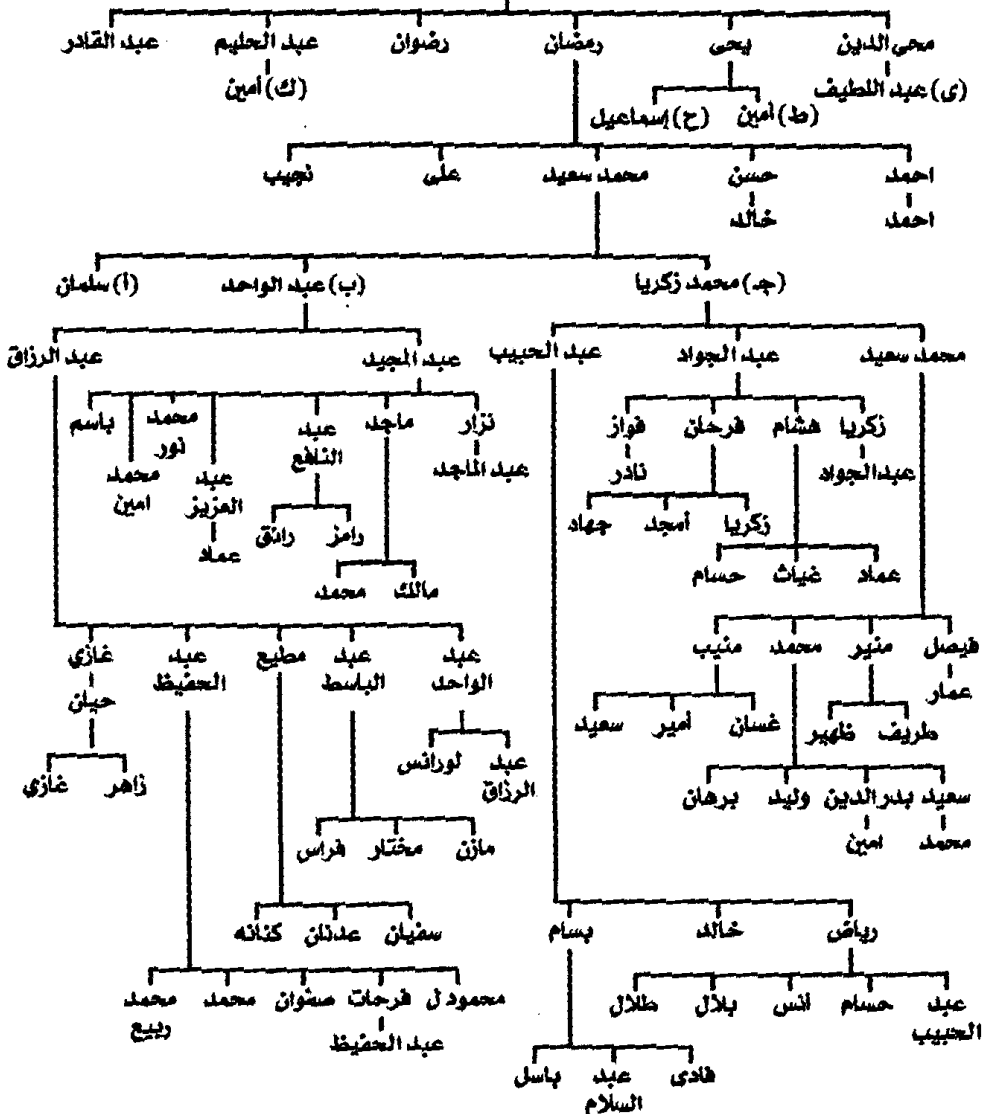 محى الدين يحى رمضان رضوان عبد الحليم عبد القادر
(ى) عبد اللطيف (ط) أمين (ح) إسماعيل (ك) أمين
احمد حسن محمد سعيد على نجيب
احمد خالد
(جـ) محمد زكريا (ب) عبد الواحد (أ) سلمان
محمد سعيد عبد الجواد عبد الحبيب عبد المجيد عبد الرزاق
زكريا هشام فرحان فواز نزار ماجد عبد النافع عبد العزيز محمد نور محمد امين باسم
عبد الجواد نادر عبد الماجد
زكريا أمجد جهاد رامز رائق عماد
عماد غياث حسام مالك محمد
فيصل منير محمد منيب عبد الواحد عبد الباسط مطيع عبد الحفيظ غازي
عمار حيان
طريف ظهير غسان أمير سعيد عبد الرزاق لورانس زاهر غازي
سعيد بدر الدين وليد برهان
محمد امين مازن مختار فراس
رياض خالد بسام سفيان عدنان كنانه
عبد الحبيب حسام أنس بلال طلال محمود ل فرحات صفوان محمد محمد ربيع
عبد الحفيظ
فادى عبد السلام باسل